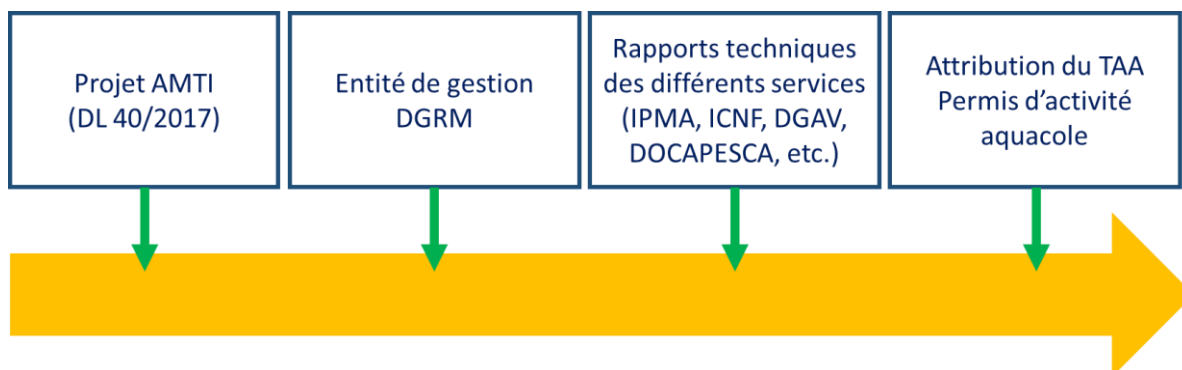 Projet AMTI
(DL 40/2017)
Entité de gestion
DGRM
Rapports techniques
des différents services
(IPMA, ICNF, DGAV,
DOCAPESCA, etc.)
Attribution du TAA
Permis d’activité
aquacole